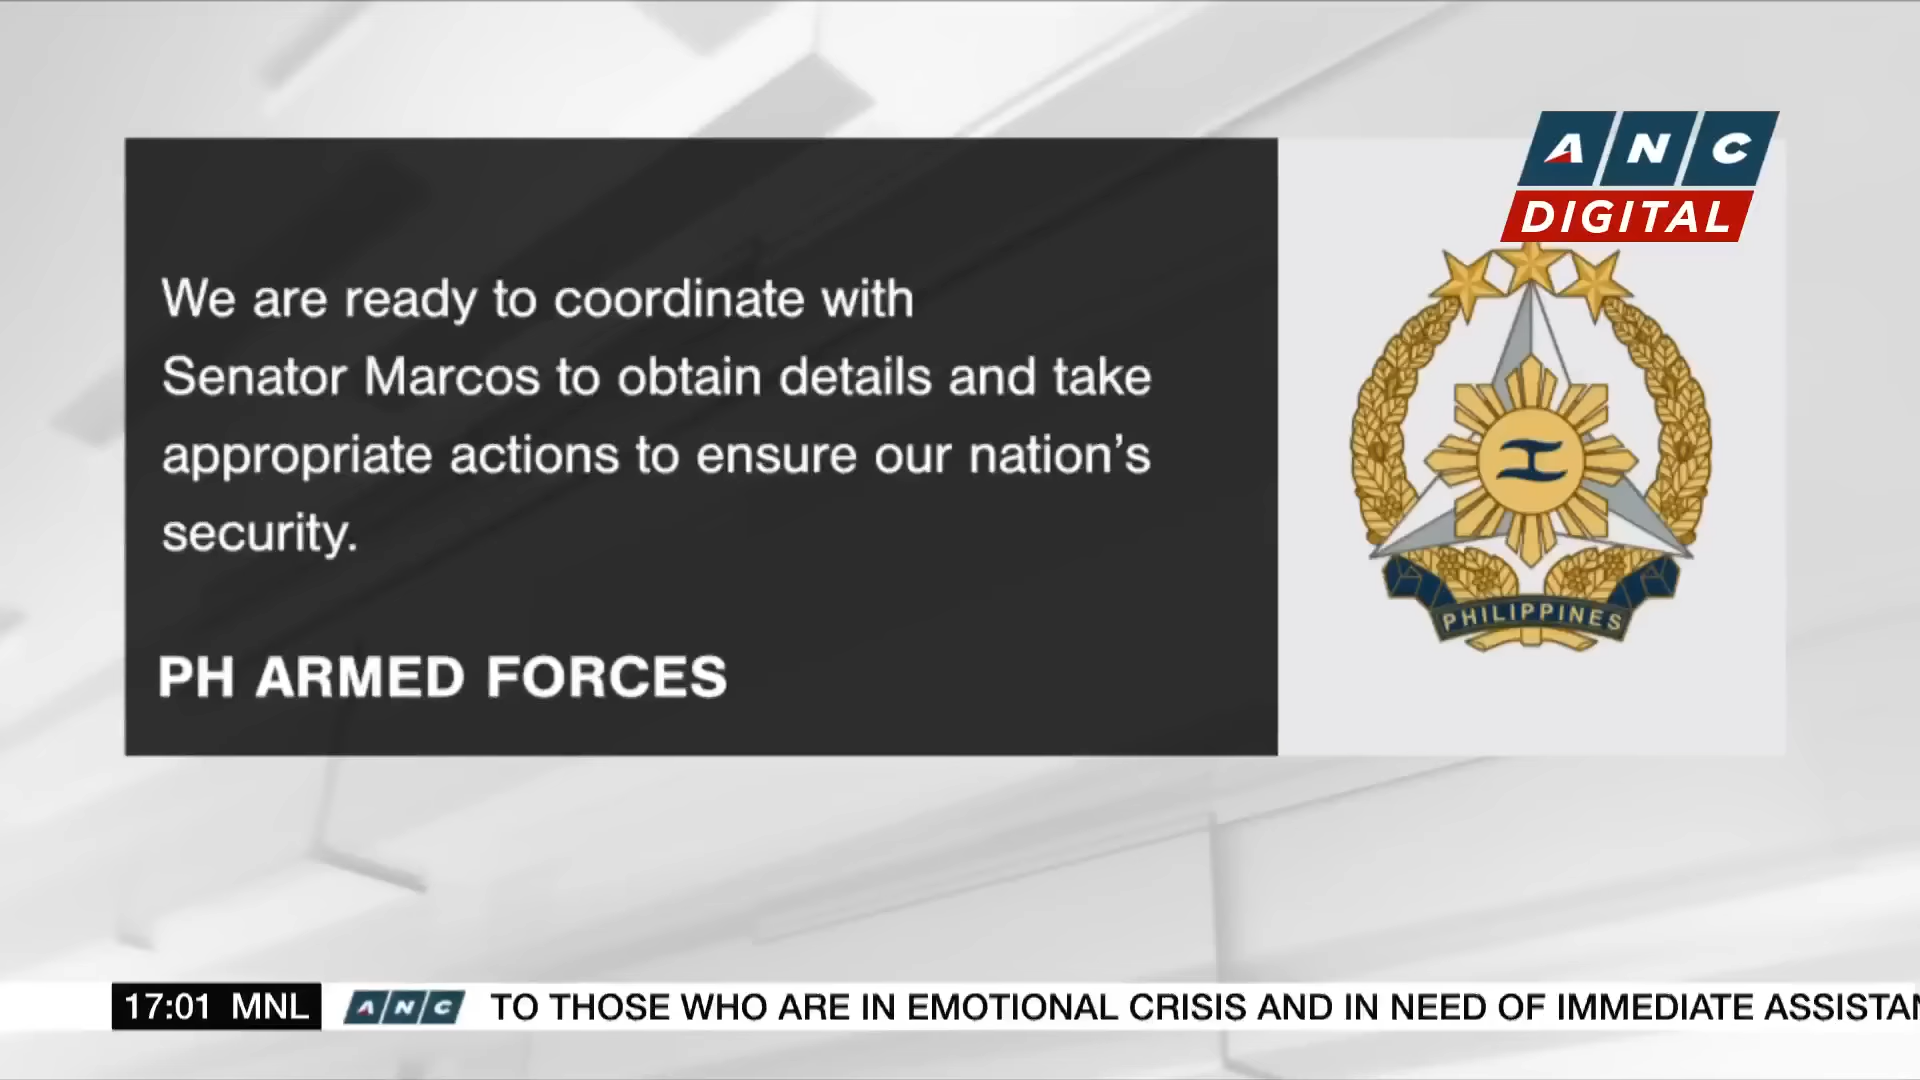 ANC
DIGITAL
We are ready to coordinate with
Senator Marcos to obtain details and take
appropriate actions to ensure our nation’s
security.
PH ARMED FORCES
PHILIPPINES
17:01 MNL ANC TO THOSE WHO ARE IN EMOTIONAL CRISIS AND IN NEED OF IMMEDIATE